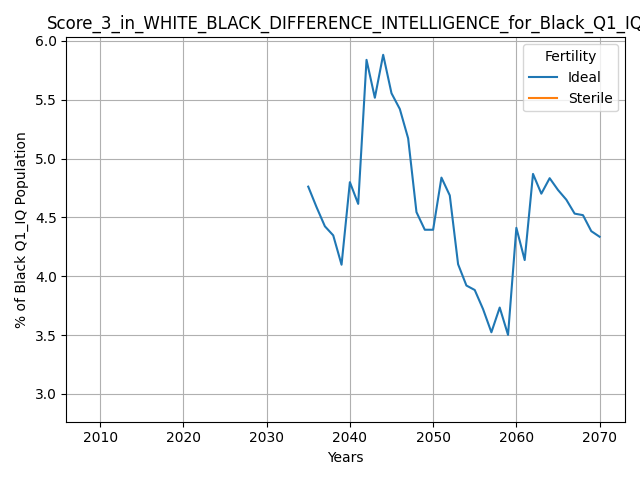 Score_3_in_WHITE_BLACK_DIFFERENCE_INTELLIGENCE_for_Black_Q1_IQ
Fertility
Ideal
Sterile
6.0
5.5
5.0
4.5
4.0
3.5
3.0
% of Black Q1_IQ Population
2010 2020 2030 2040 2050 2060 2070
Years